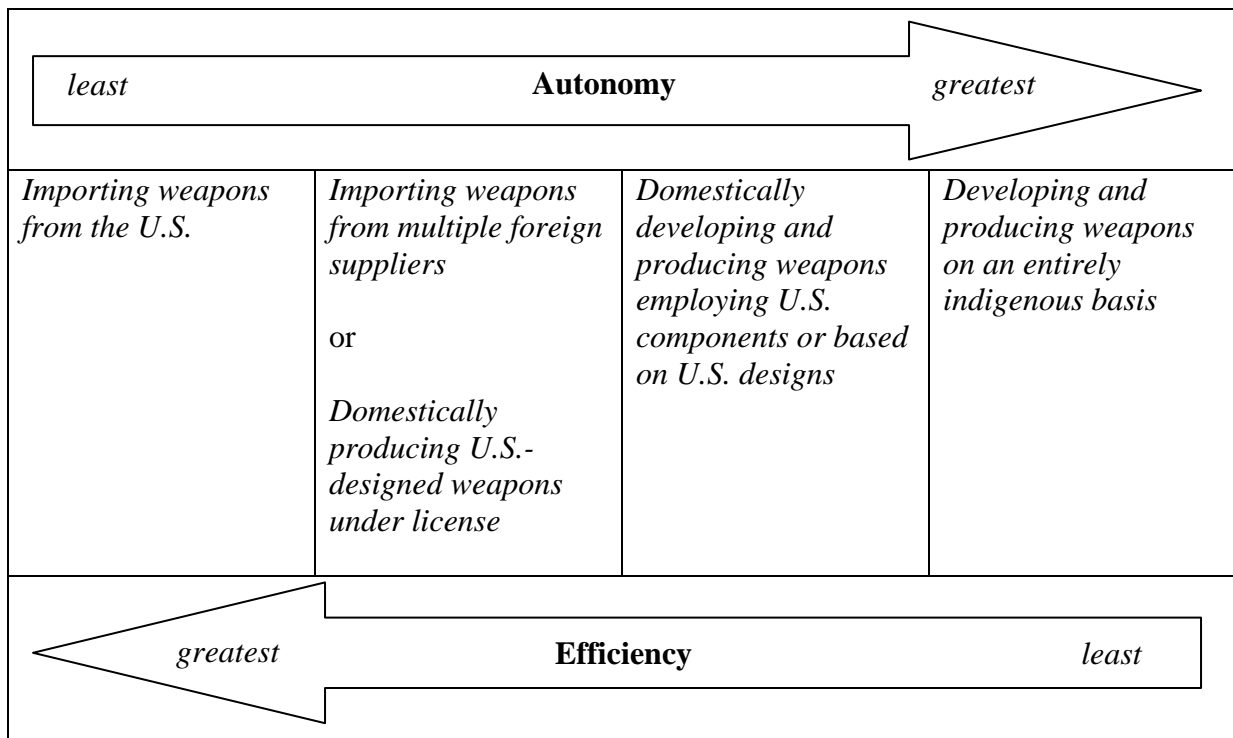 least Autonomy greatest
Importing weapons
from the U.S.
Importing weapons
from multiple foreign
suppliers
or
Domestically
producing U.S.-
designed weapons
under license
Domestically
developing and
producing weapons
employing U.S.
components or based
on U.S. designs
Developing and
producing weapons
on an entirely
indigenous basis
greatest Efficiency least